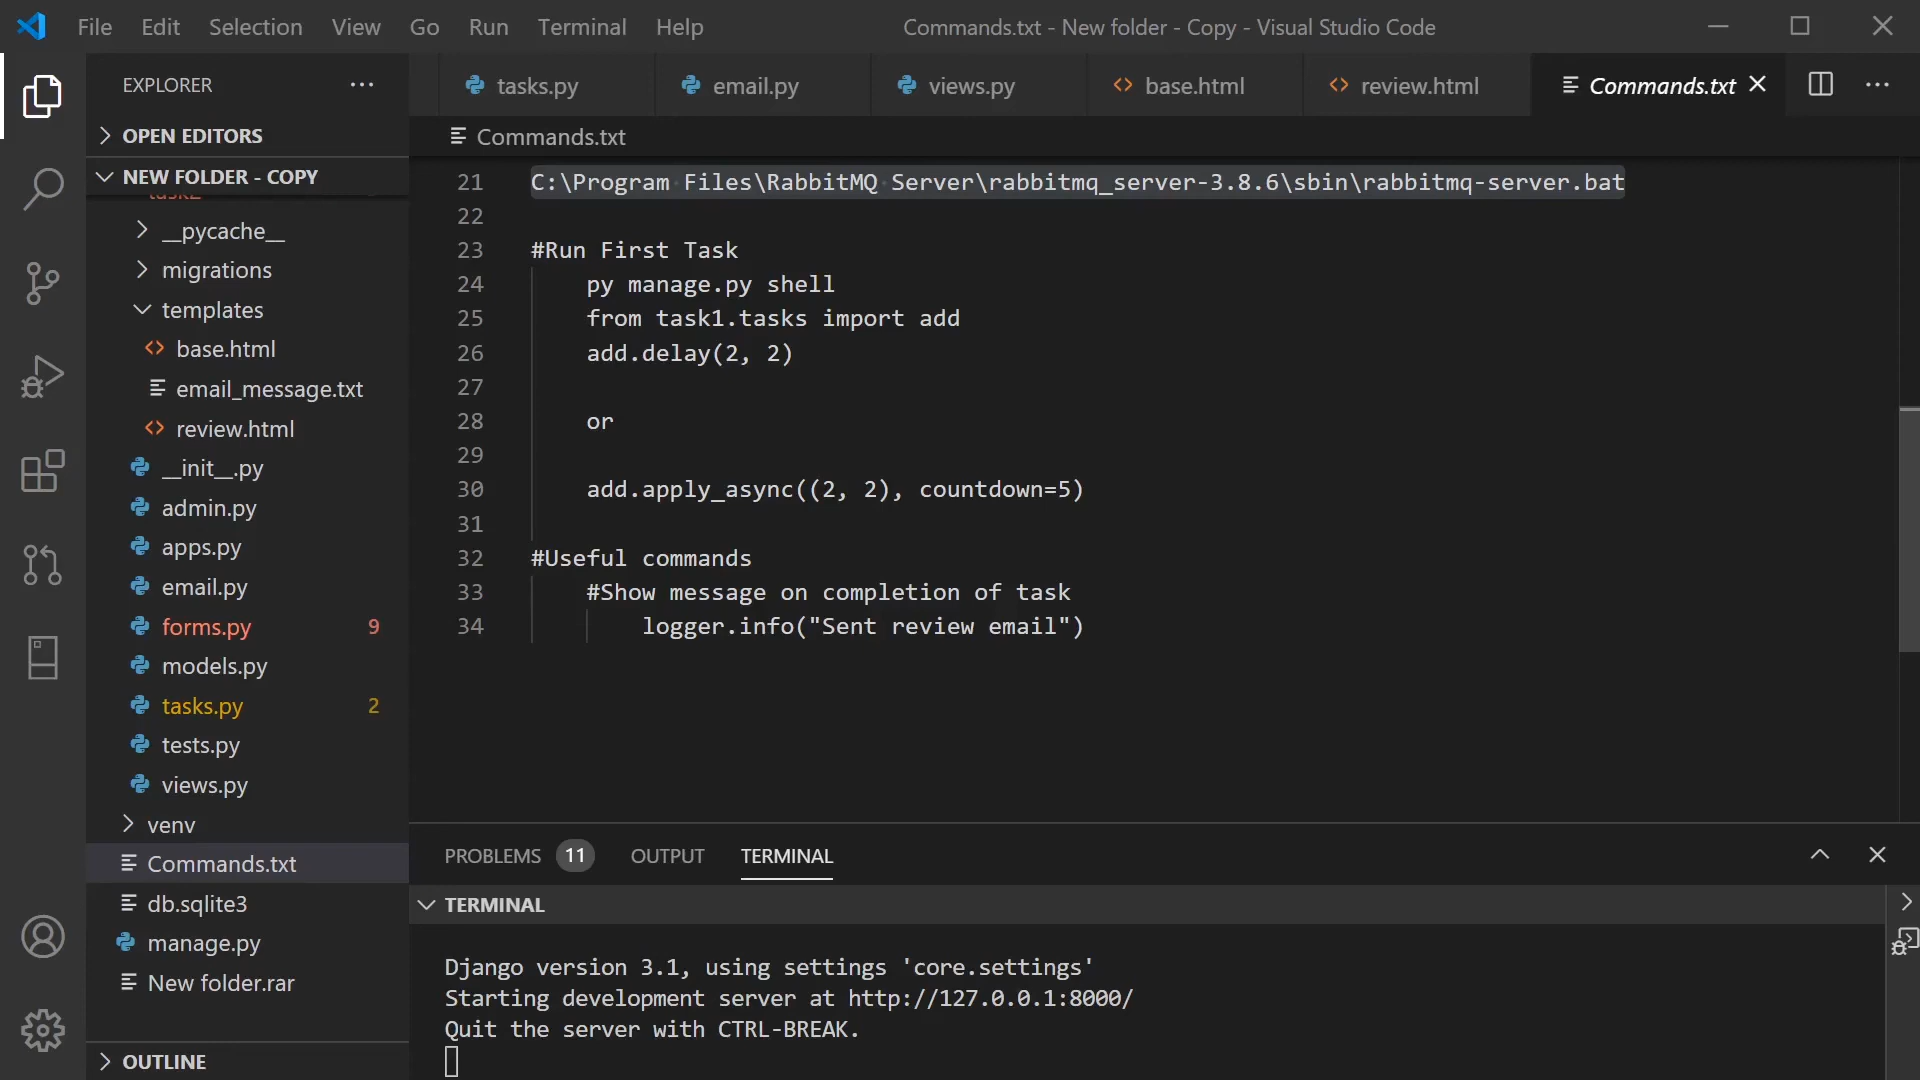 File Edit Selection View Go Run Terminal Help
Commands.txt - New folder - Copy - Visual Studio Code
EXPLORER
OPEN EDITORS
NEW FOLDER - COPY
__pycache__
migrations
templates
base.html
email_message.txt
review.html
__init__.py
admin.py
apps.py
email.py
forms.py 9
models.py
tasks.py 2
tests.py
views.py
venv
Commands.txt
db.sqlite3
manage.py
New folder.rar
OUTLINE
tasks.py email.py views.py base.html review.html Commands.txt
Commands.txt
21 C:\Program Files\RabbitMQ Server\rabbitmq_server-3.8.6\sbin\rabbitmq-server.bat
22
23 #Run First Task
24 py manage.py shell
25 from task1.tasks import add
26 add.delay(2, 2)
27
28 or
29
30 add.apply_async((2, 2), countdown=5)
31
32 #Useful commands
33 #Show message on completion of task
34 logger.info("Sent review email")
PROBLEMS 11 OUTPUT TERMINAL
TERMINAL
Django version 3.1, using settings 'core.settings'
Starting development server at http://127.0.0.1:8000/
Quit the server with CTRL-BREAK.